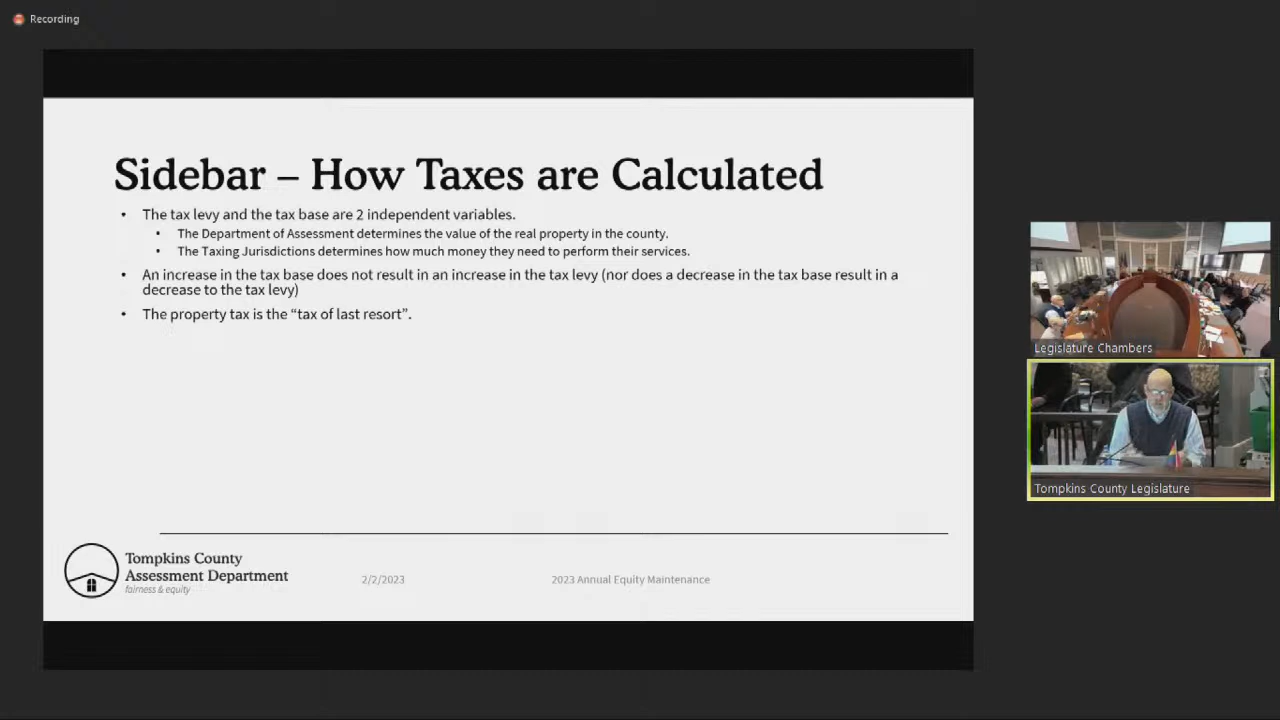 Recording
Sidebar – How Taxes are Calculated
• The tax levy and the tax base are 2 independent variables.
• The Department of Assessment determines the value of the real property in the county.
• The Taxing Jurisdictions determines how much money they need to perform their services.
• An increase in the tax base does not result in an increase in the tax levy (nor does a decrease in the tax base result in a
decrease to the tax levy)
• The property tax is the “tax of last resort”.
Tompkins County
Assessment Department
fairness & equity
2/2/2023
2023 Annual Equity Maintenance
Legislature Chambers
Tompkins County Legislature